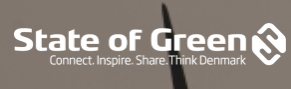 State of Green
Connect. Inspire. Share. Think Denmark